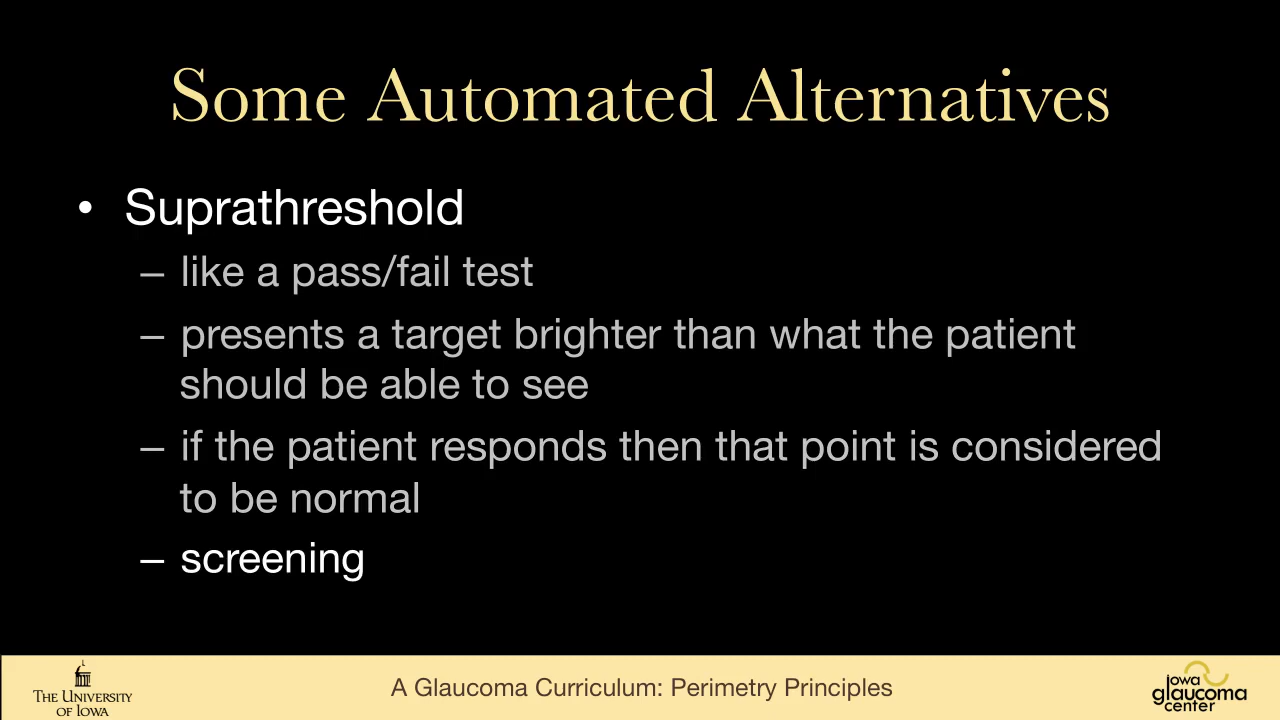 Some Automated Alternatives
• Suprathreshold
– like a pass/fail test
– presents a target brighter than what the patient
should be able to see
– if the patient responds then that point is considered
to be normal
– screening
THE UNIVERSITY
OF IOWA
A Glaucoma Curriculum: Perimetry Principles
iowa
glaucoma
center